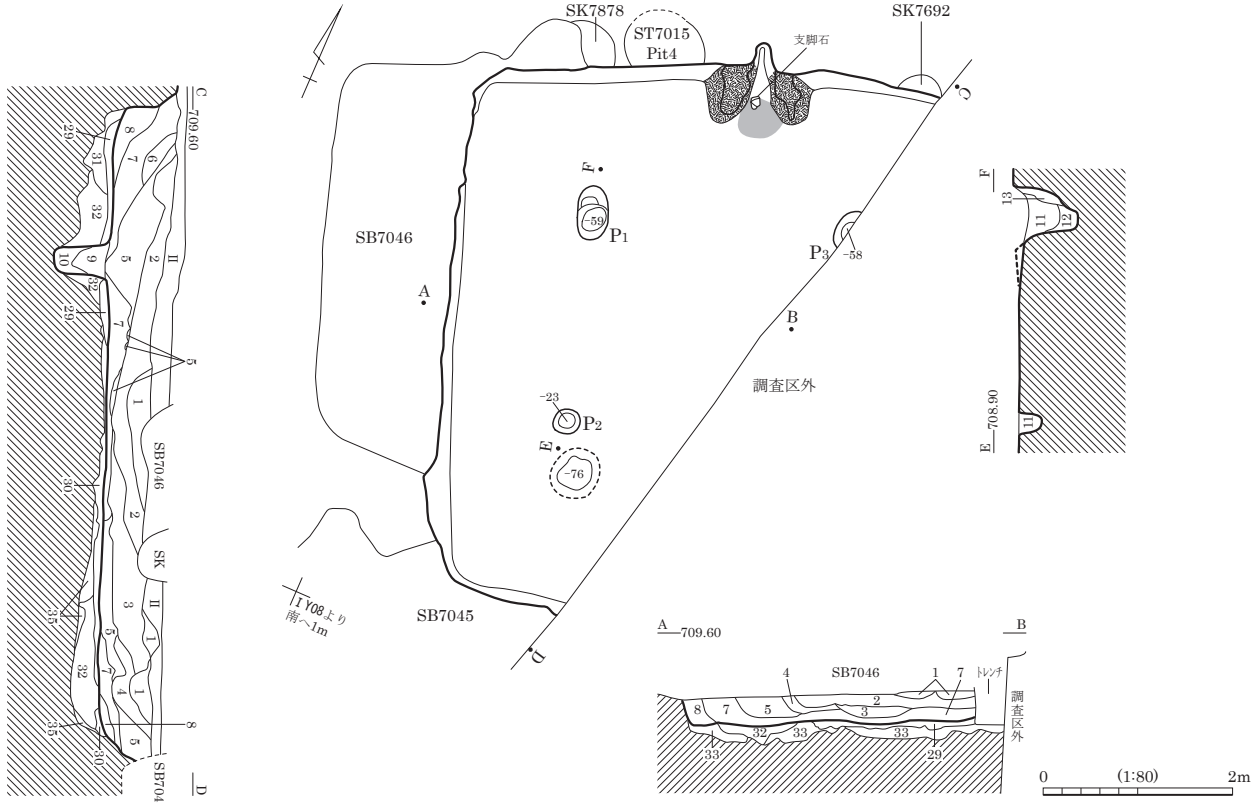 SK7878
SK7692
ST7015
Pit4
支脚石
C
F
-59
P1
SB7046
A
P3
-58
B
調査区外
-23
P2
E
-76
I Y08より
南へ1m
SB7045
D
C
709.60
29
8
31
7
6
32
10
9
5
2
II
32
29
7
5
1
SB7046
30
2
SK
35
3
II
5
1
32
7
4
1
8
35
30
5
SB704
D
F
13
11
12
11
E
708.90
A
709.60
B
SB7046
4
1
7
トレンチ
2
8
7
5
3
32
33
33
33
29
調査区外
0
(1:80)
2m